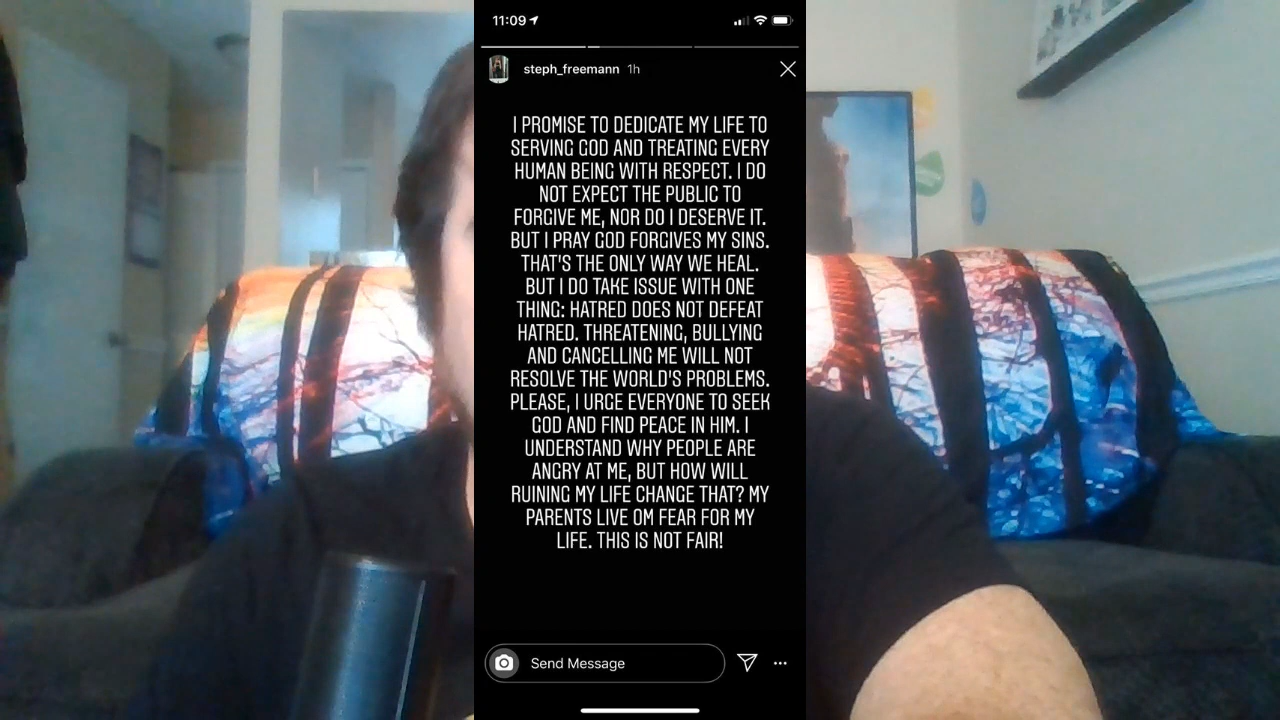 11:09
steph_freemann 1h
I PROMISE TO DEDICATE MY LIFE TO
SERVING GOD AND TREATING EVERY
HUMAN BEING WITH RESPECT. I DO
NOT EXPECT THE PUBLIC TO
FORGIVE ME, NOR DO I DESERVE IT.
BUT I PRAY GOD FORGIVES MY SINS.
THAT'S THE ONLY WAY WE HEAL.
BUT I DO TAKE ISSUE WITH ONE
THING: HATRED DOES NOT DEFEAT
HATRED. THREATENING, BULLYING
AND CANCELLING ME WILL NOT
RESOLVE THE WORLD'S PROBLEMS.
PLEASE, I URGE EVERYONE TO SEEK
GOD AND FIND PEACE IN HIM. I
UNDERSTAND WHY PEOPLE ARE
ANGRY AT ME, BUT HOW WILL
RUINING MY LIFE CHANGE THAT? MY
PARENTS LIVE OM FEAR FOR MY
LIFE. THIS IS NOT FAIR!
Send Message